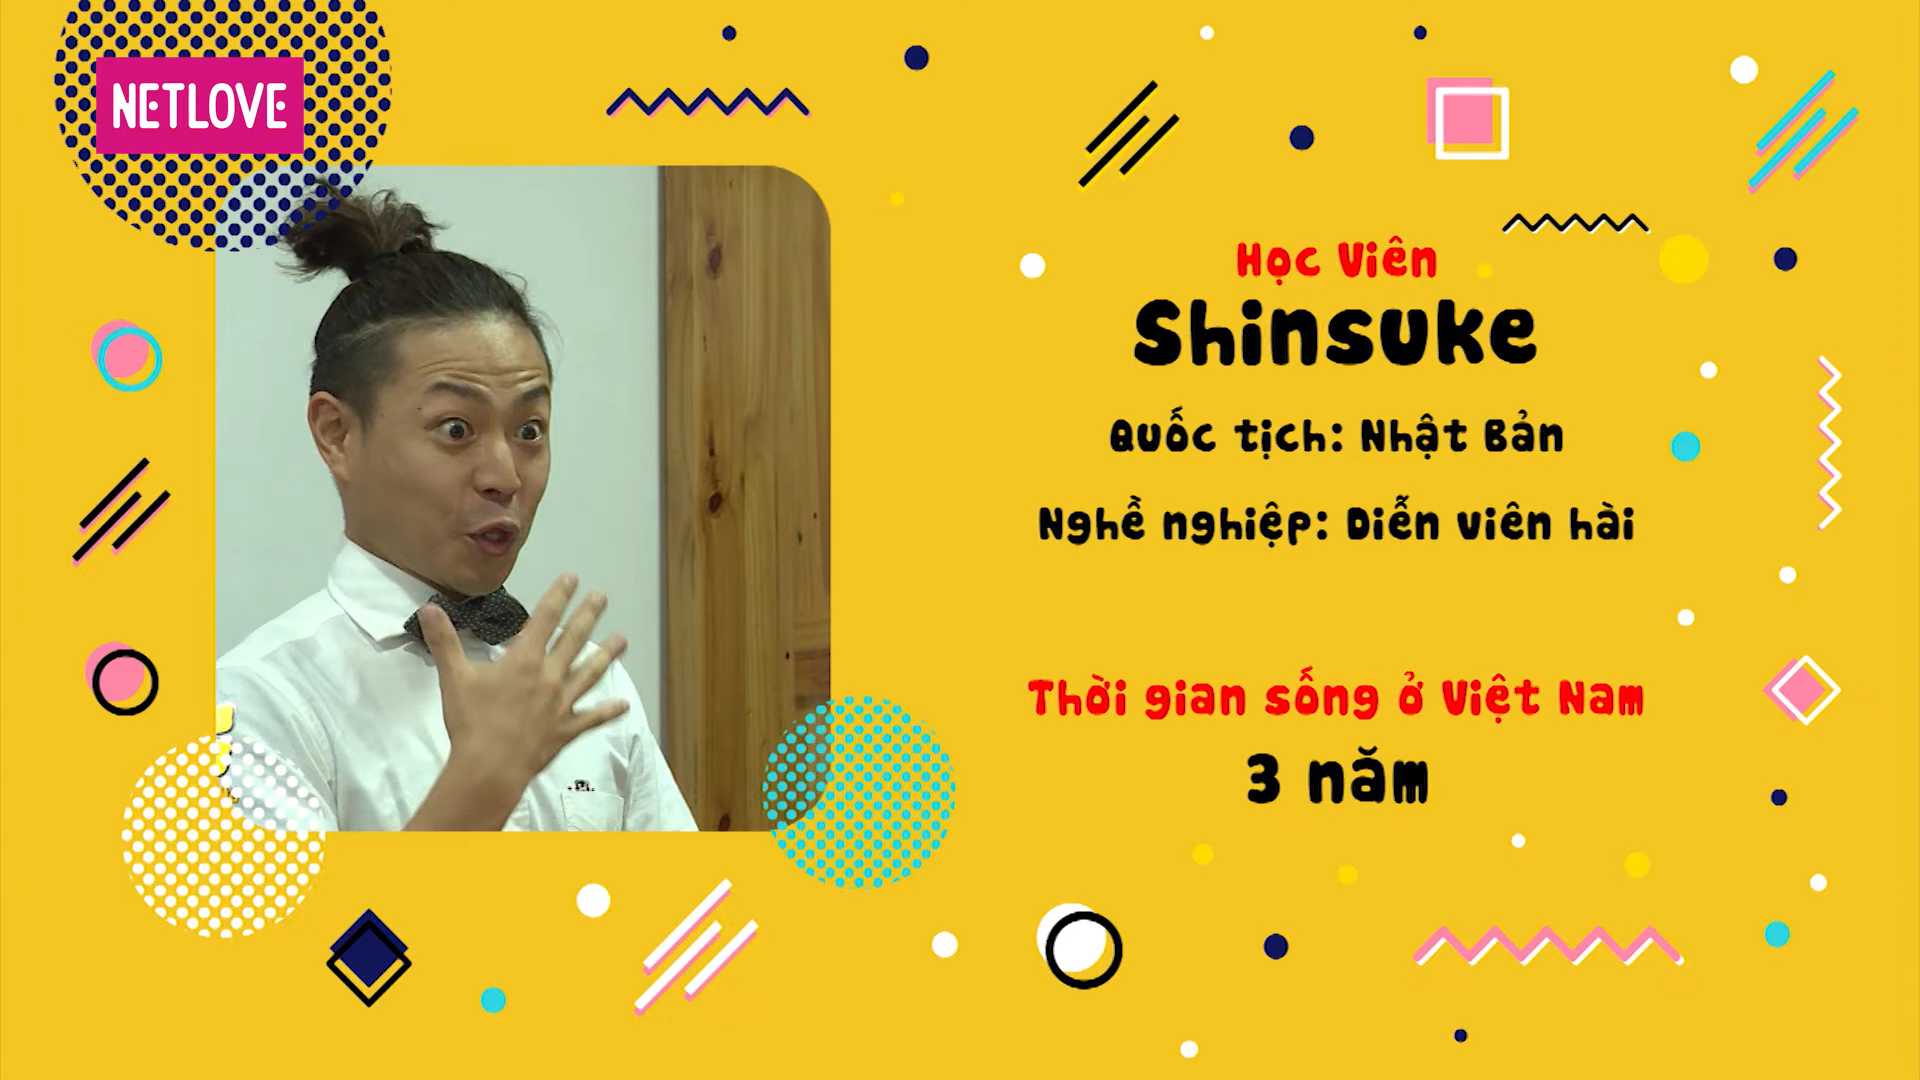 NETLOVE
Học Viên
Shinsuke
Quốc tịch: Nhật Bản
Nghề nghiệp: Diễn viên hài
Thời gian sống ở Việt Nam
3 năm